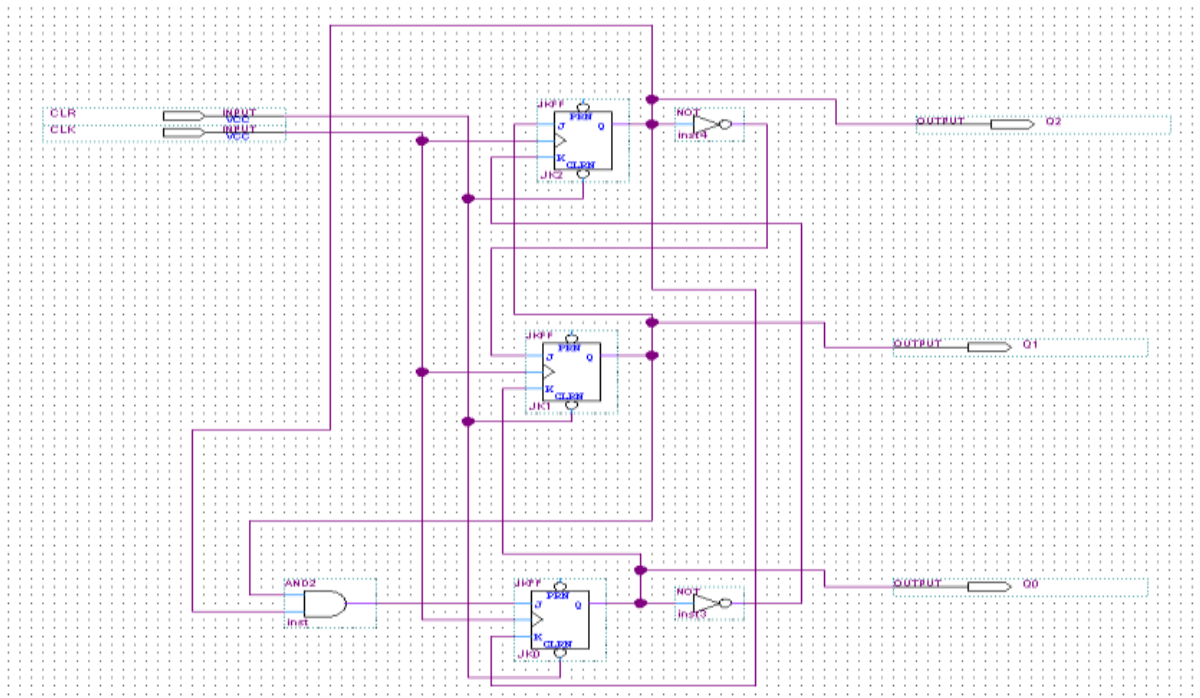 CLR INPUT
VCC
CLK INPUT
VCC
JKFF
PRN
J Q
K
CLRN
JK2
NOT
inst4
OUTPUT Q2
JKFF
PRN
J Q
K
CLRN
JK1
OUTPUT Q1
AND2
inst
JKFF
PRN
J Q
K
CLRN
JK0
NOT
inst3
OUTPUT Q0